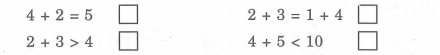 4 + 2 = 5 □ 2 + 3 = 1 + 4 □
2 + 3 > 4 □ 4 + 5 < 10 □